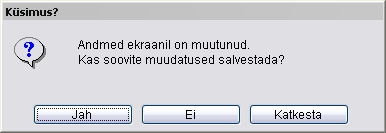 Küsimus?
Andmed ekraanil on muutunud.
Kas soovite muudatused salvestada?
Jah Ei Katkesta